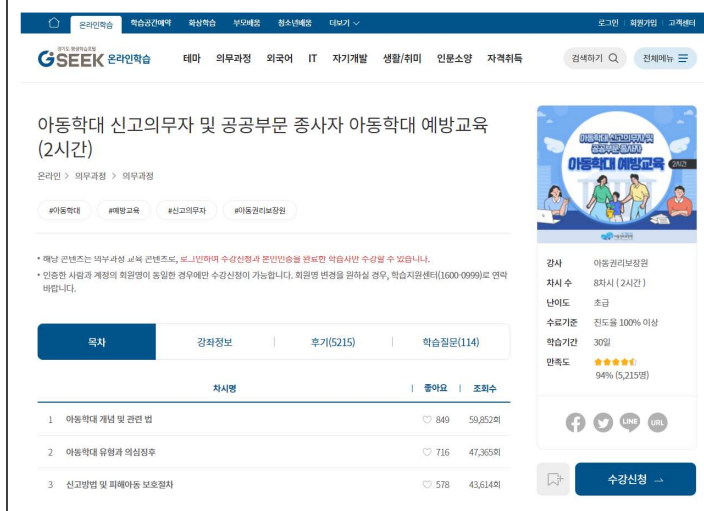 온라인학습 학습공간예약 화상학습 부모배움 청소년배움 더보기
로그인 회원가입 고객센터
경기도 평생학습포털
GSEEK 온라인학습
테마 의무과정 외국어 IT 자기개발 생활/취미 인문소양 자격취득
검색하기 전체메뉴
아동학대 신고의무자 및 공공부문 종사자 아동학대 예방교육
(2시간)
온라인 > 의무과정 > 의무과정
#아동학대 #예방교육 #신고의무자 #아동권리보장원
• 해당 콘텐츠는 의무과정 교육 콘텐츠로, 로그인하여 수강신청과 본인인증을 완료한 학습자만 수강할 수 있습니다.
• 인증한 사람과 계정의 회원명이 동일한 경우에만 수강신청이 가능합니다. 회원명 변경을 원하실 경우, 학습지원센터(1600-0999)로 연락
바랍니다.
목차 강좌정보 후기(5215) 학습질문(114)
차시명 좋아요 조회수
1 아동학대 개념 및 관련 법 849 59,852회
2 아동학대 유형과 의심징후 716 47,365회
3 신고방법 및 피해아동 보호절차 578 43,614회
아동학대 신고의무자 및
공공부문 종사자
아동학대 예방교육 2시간
강사 아동권리보장원
차시 수 8차시 ( 2시간 )
난이도 초급
수료기준 진도율 100% 이상
학습기간 30일
만족도
94% (5,215명)
LINE URL
수강신청 →